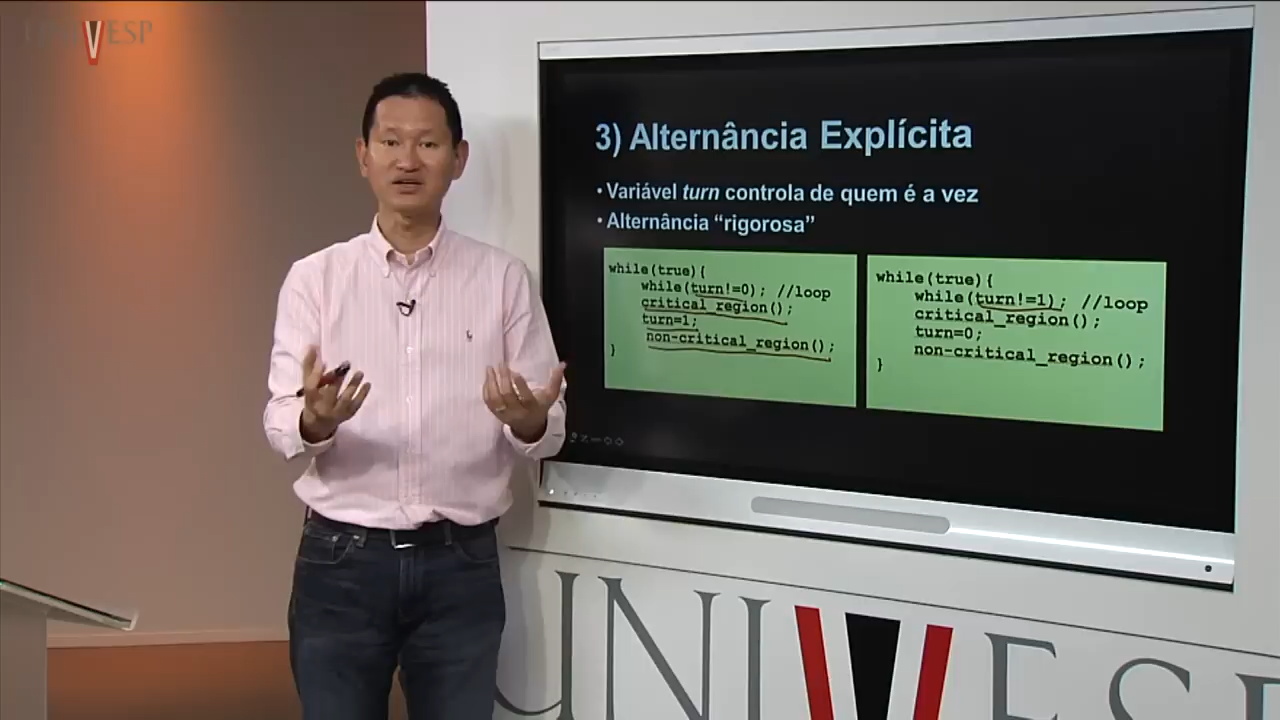 UNIVESP
3) Alternância Explícita
• Variável turn controla de quem é a vez
• Alternância “rigorosa”
while(true){
while(turn!=0); //loop
critical_region();
turn=1;
non-critical_region();
}
while(true){
while(turn!=1); //loop
critical_region();
turn=0;
non-critical_region();
}
UNIVESP